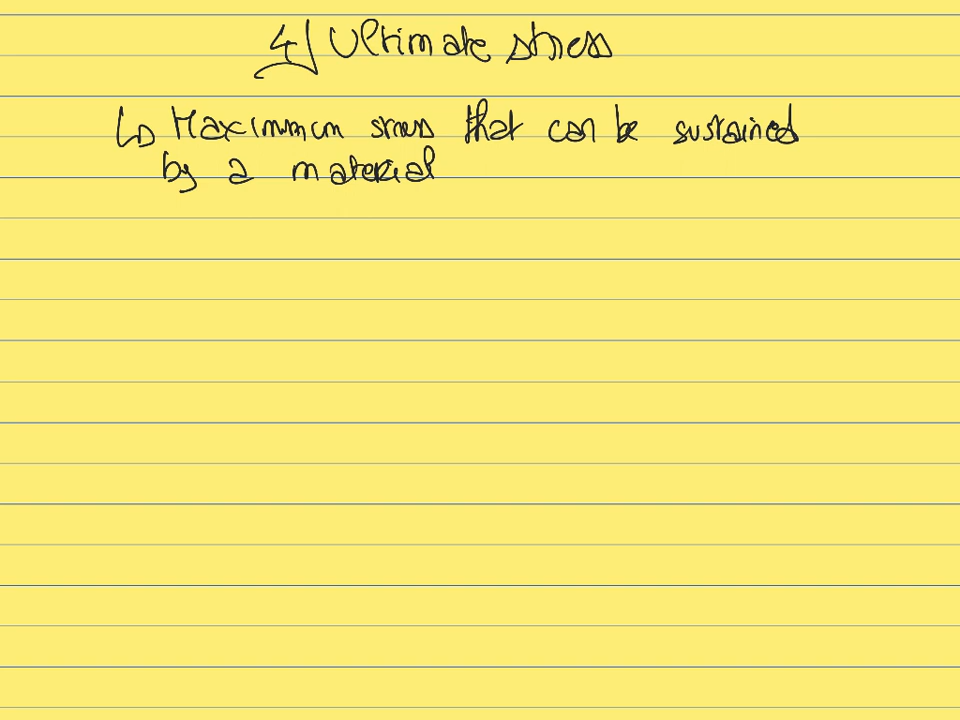 4) Ultimate stress
↳ Maximum stress that can be sustained
by a material